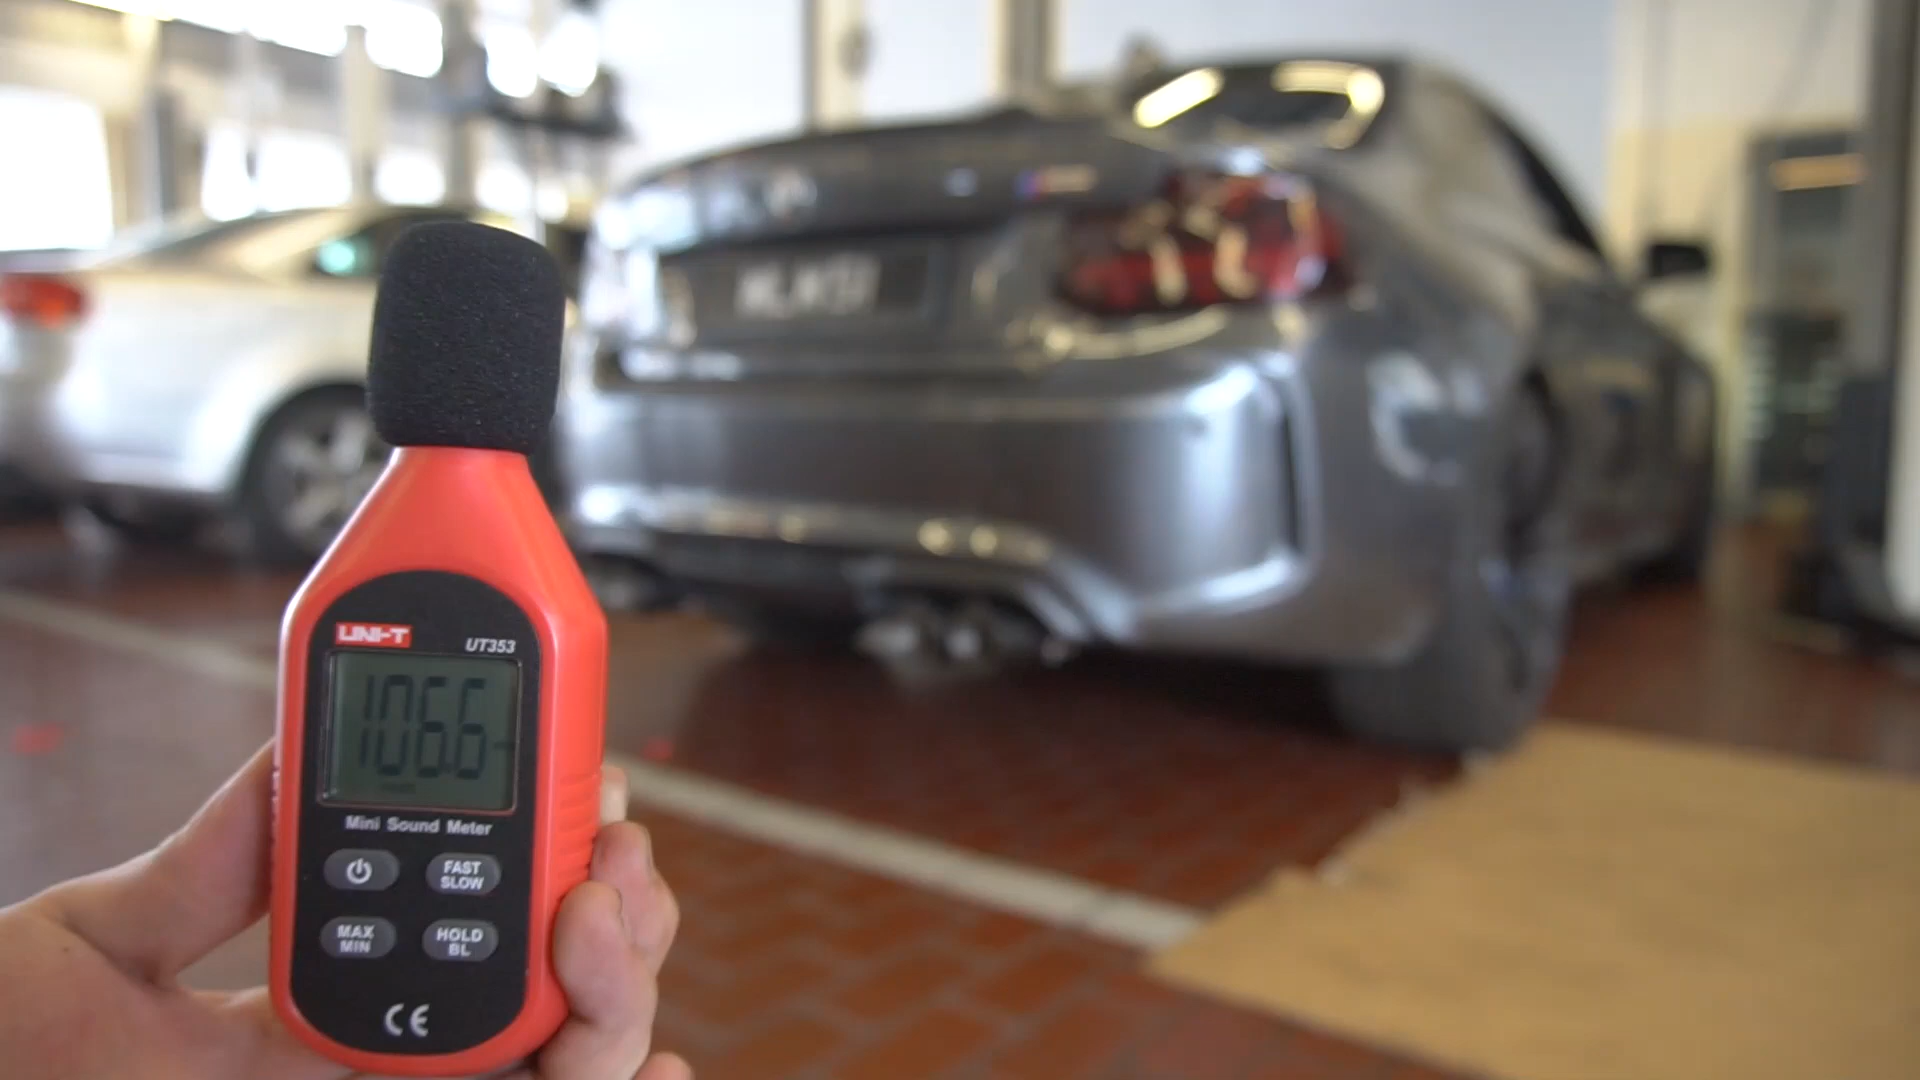 UNI-T
UT353
106.6
Mini Sound Meter
FAST
SLOW
MAX
MIN
HOLD
BL
CE